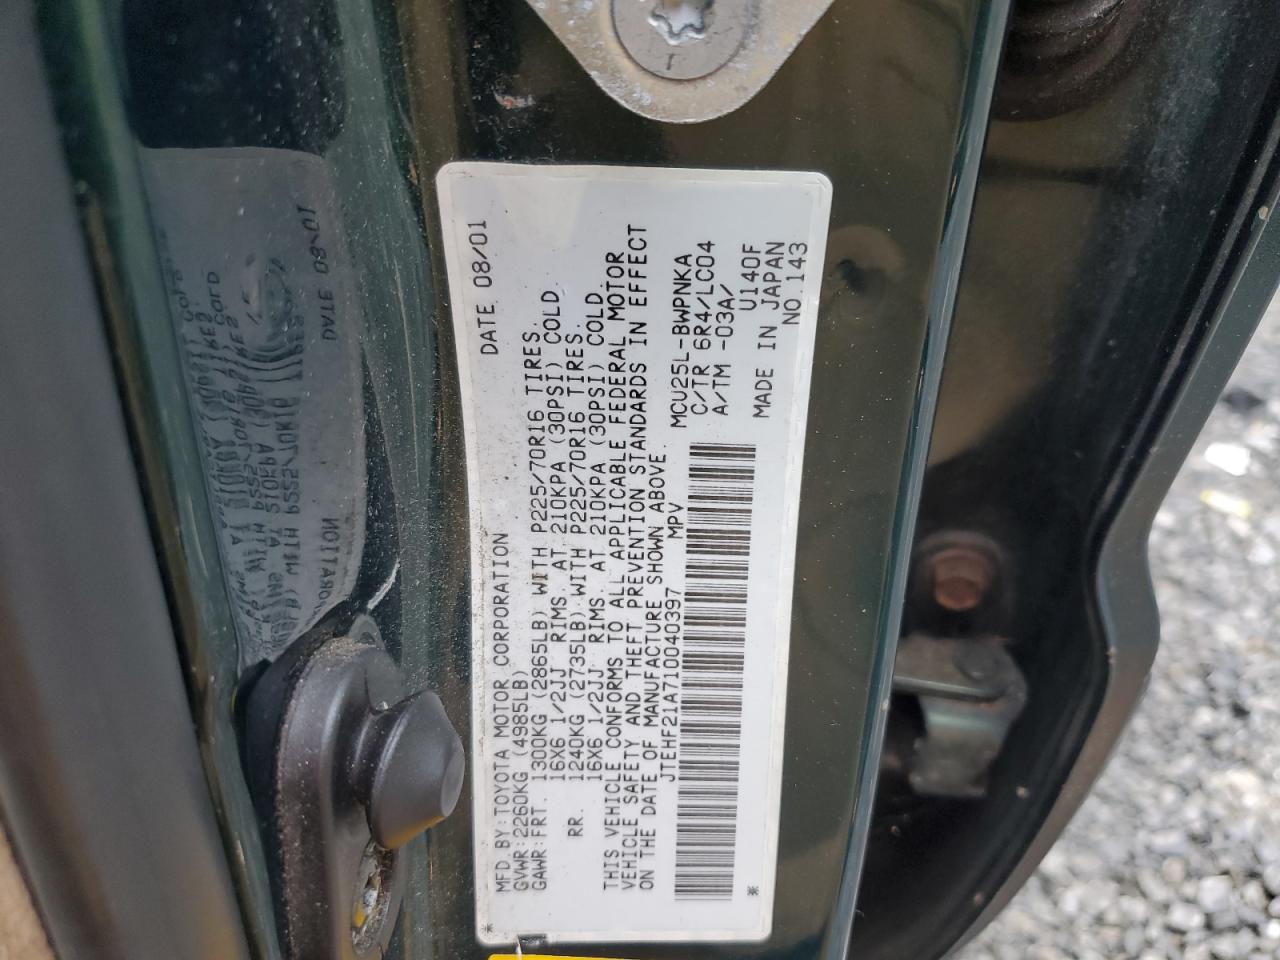 DATE 08/01
MFD BY:TOYOTA MOTOR CORPORATION
GVWR:2260KG (4985LB)
GAWR:FRT. 1300KG (2865LB) WITH P225/70R16 TIRES.
16X6 1/2JJ RIMS AT 210KPA (30PSI) COLD.
RR. 1240KG (2735LB) WITH P225/70R16 TIRES.
16X6 1/2JJ RIMS AT 210KPA (30PSI) COLD.
THIS VEHICLE CONFORMS TO ALL APPLICABLE FEDERAL MOTOR
VEHICLE SAFETY AND THEFT PREVENTION STANDARDS IN EFFECT
ON THE DATE OF MANUFACTURE SHOWN ABOVE.
JTEHF21A710040397 MPV
MCU25L-BWPNKA
C/TR 6R4/LC04
A/TM -03A/U140F
MADE IN JAPAN
NO.143